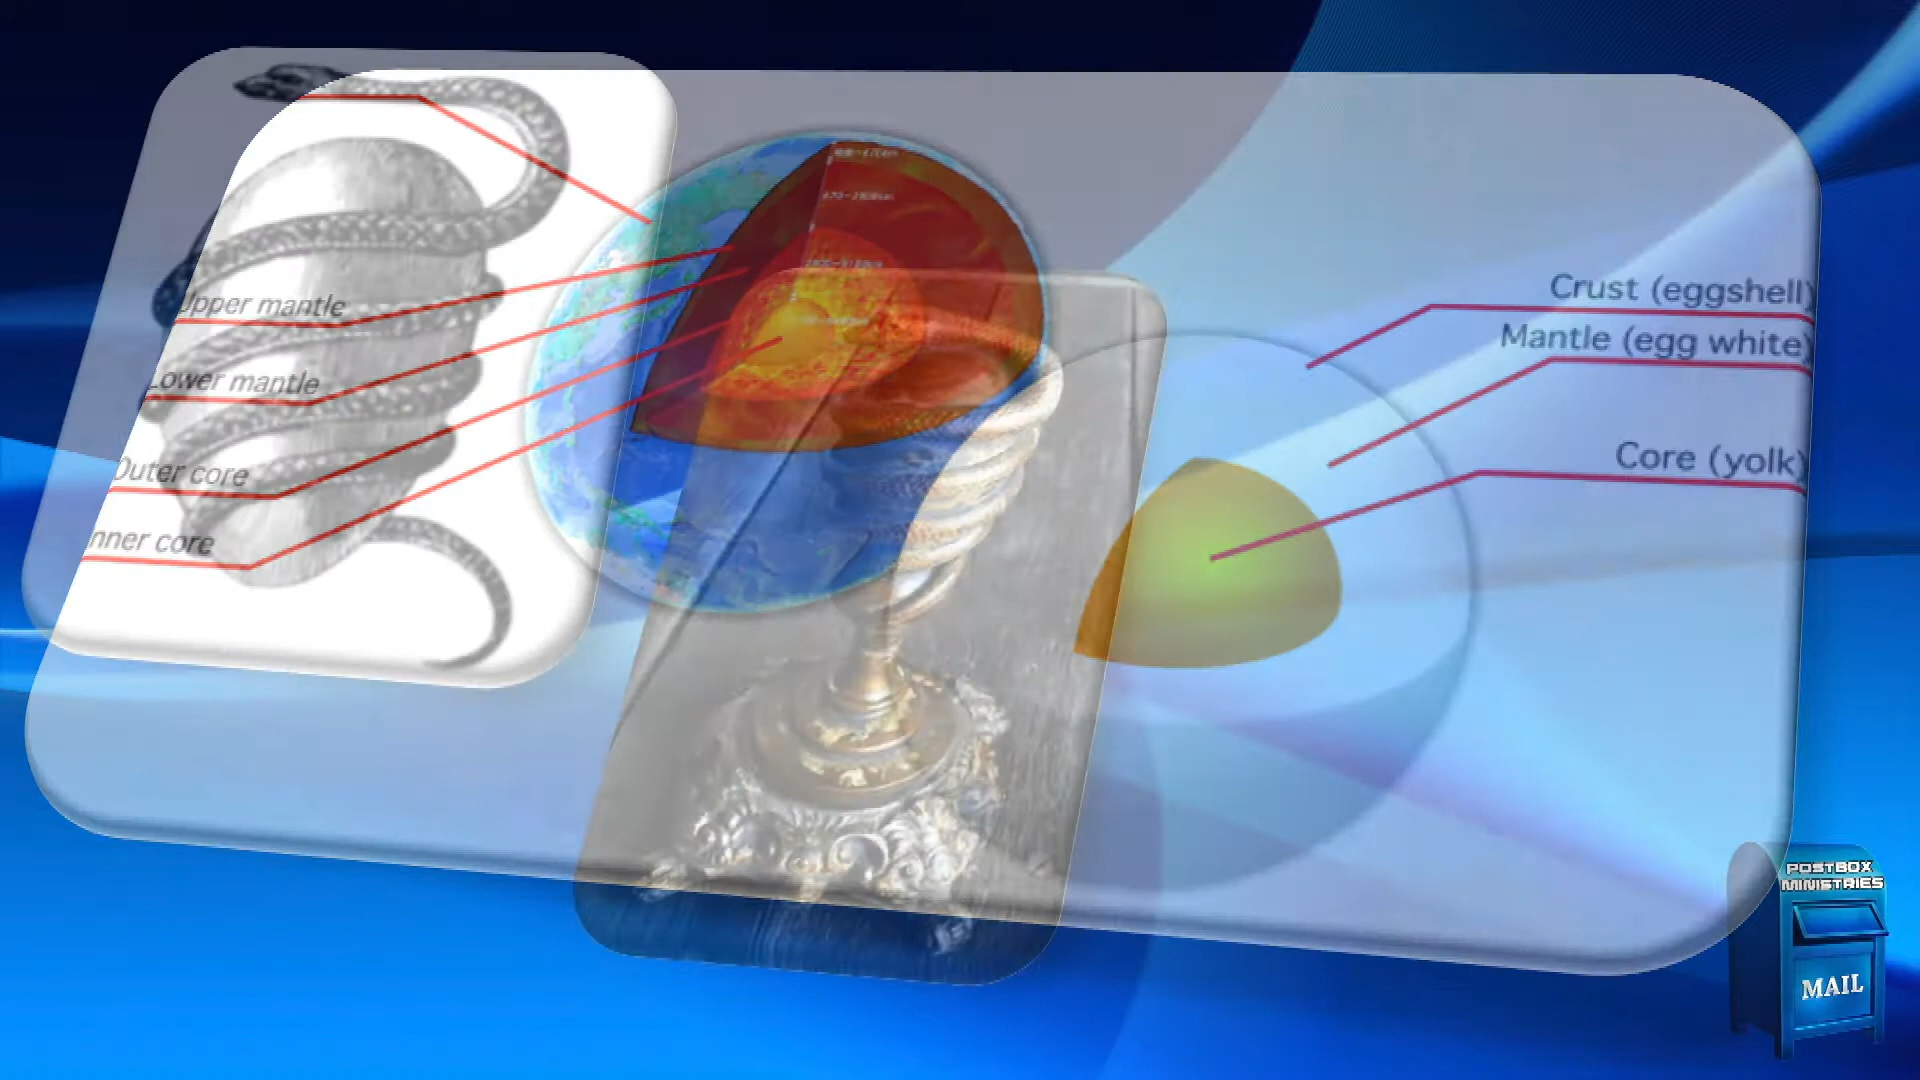 Upper mantle
Lower mantle
Outer core
nner core
Crust (eggshell)
Mantle (egg white)
Core (yolk)
POSTBOX
MINISTRIES
MAIL